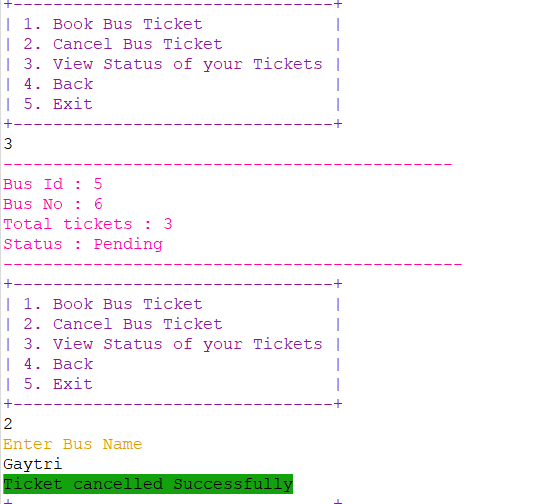 +--------------------------------+
| 1. Book Bus Ticket             |
| 2. Cancel Bus Ticket           |
| 3. View Status of your Tickets |
| 4. Back                        |
| 5. Exit                        |
+--------------------------------+
3
---------------------------------------------
Bus Id : 5
Bus No : 6
Total tickets : 3
Status : Pending
----------------------------------------------
+--------------------------------+
| 1. Book Bus Ticket             |
| 2. Cancel Bus Ticket           |
| 3. View Status of your Tickets |
| 4. Back                        |
| 5. Exit                        |
+--------------------------------+
2
Enter Bus Name
Gaytri
Ticket cancelled Successfully
+--------------------------------+